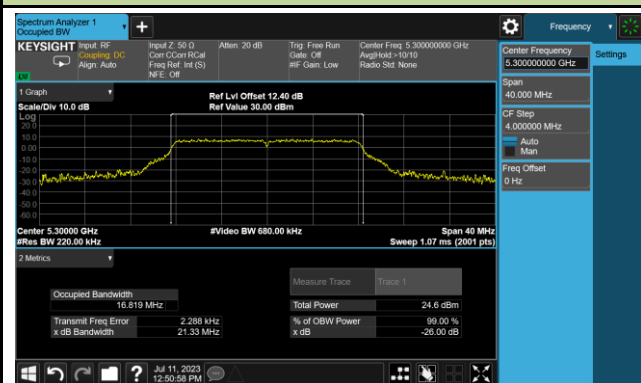 Spectrum Analyzer 1
Occupied BW
Frequency
KEYSIGHT
Input: RF
Coupling: DC
Align: Auto
Input Z: 50 Ω
Corr CCorr RCal
Freq Ref: Int (S)
NFE: Off
Atten: 20 dB
Trig: Free Run
Gate: Off
#IF Gain: Low
Center Freq: 5.300000000 GHz
Avg|Hold:>10/10
Radio Std: None
Center Frequency
5.300000000 GHz
Settings
Span
40.000 MHz
CF Step
4.000000 MHz
Auto
Man
Freq Offset
0 Hz
1 Graph
Scale/Div 10.0 dB
Ref Lvl Offset 12.40 dB
Ref Value 30.00 dBm
Log
20.0
10.0
0.00
-10.0
-20.0
-30.0
-40.0
-50.0
-60.0
Center 5.30000 GHz
#Res BW 220.00 kHz
#Video BW 680.00 kHz
Span 40 MHz
Sweep 1.07 ms (2001 pts)
2 Metrics
Measure Trace
Trace 1
Occupied Bandwidth
16.819 MHz
Total Power
24.6 dBm
Transmit Freq Error
2.288 kHz
% of OBW Power
99.00 %
x dB Bandwidth
21.33 MHz
x dB
-26.00 dB
Jul 11, 2023
12:50:58 PM